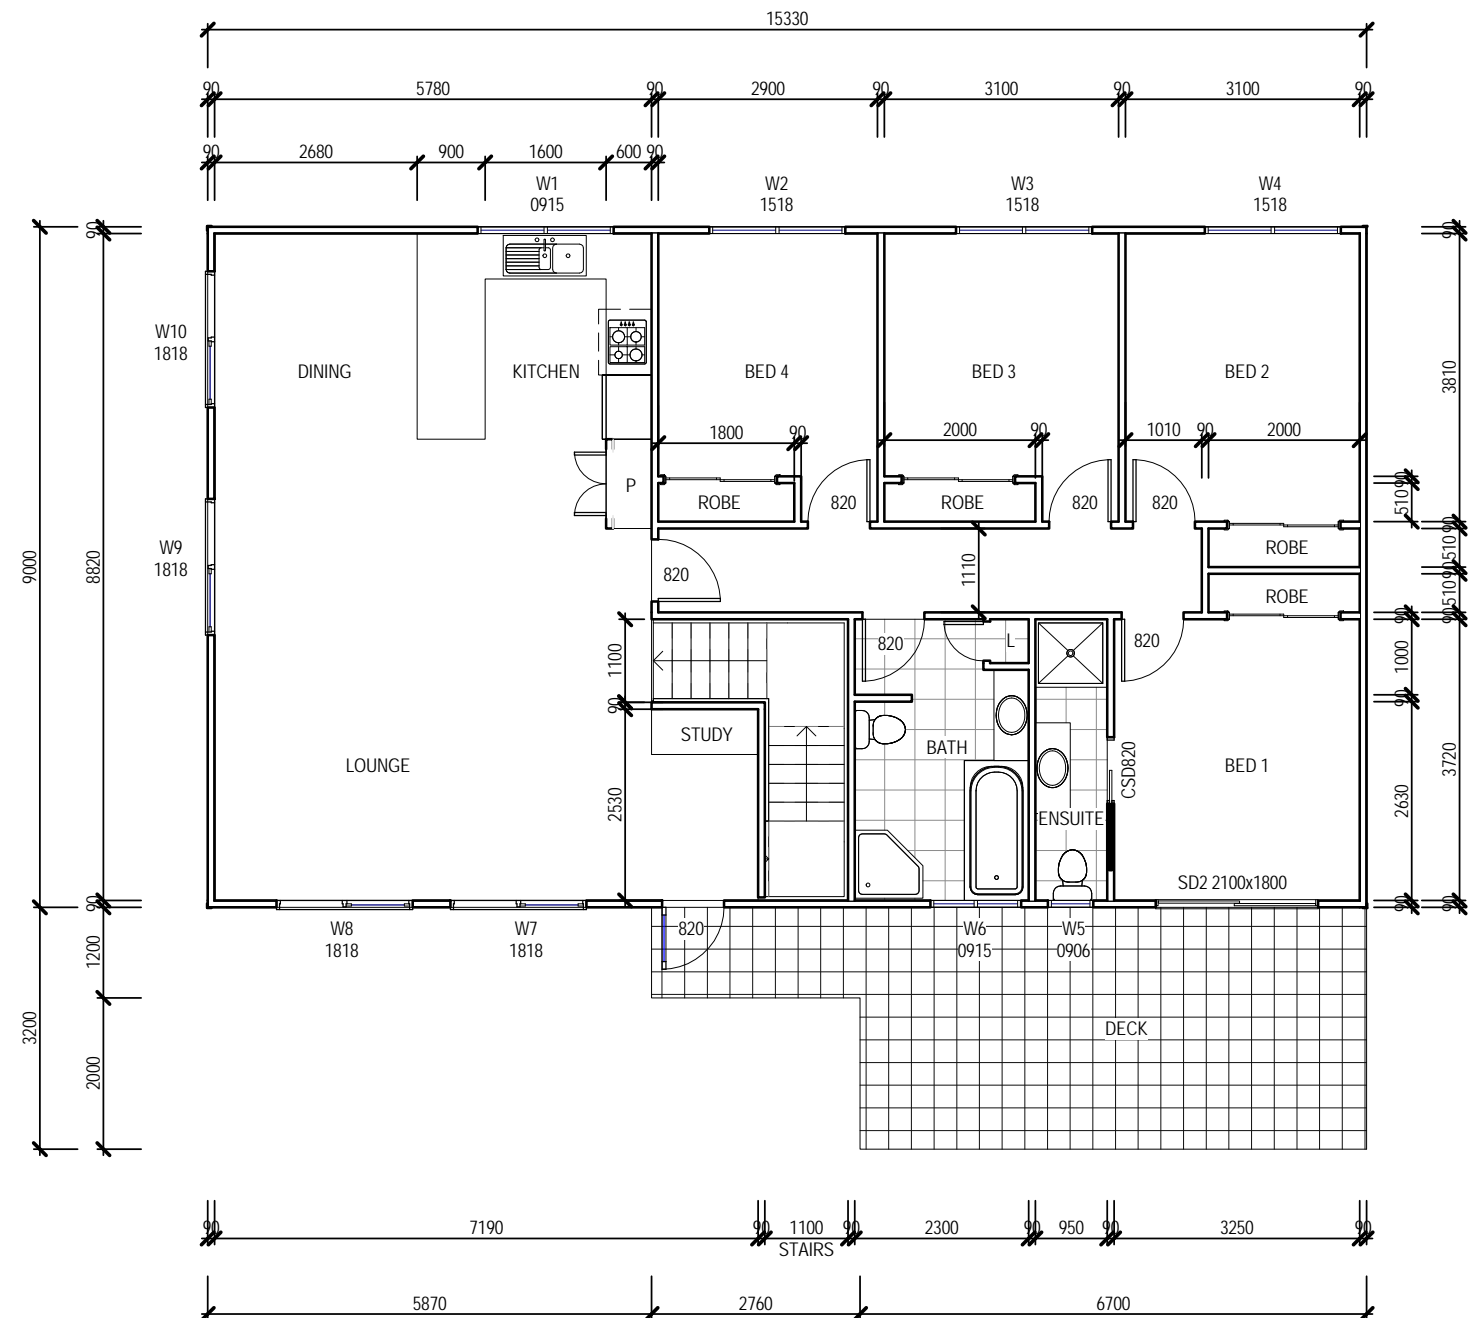 15330
90 5780 90 2900 90 3100 90 3100 90
90 2680 900 1600 600 90
W1
0915
W2
1518
W3
1518
W4
1518
90
90
W10
1818
DINING
KITCHEN
BED 4
BED 3
BED 2
3810
1800 90
2000 90
1010 90 2000
P
ROBE
820
ROBE
820
820
90
510
90
W9
1818
9000
8820
820
1110
ROBE
510
90
ROBE
510
90
90
1100
820
L
820
1000
90
90
STUDY
BATH
LOUNGE
CSD820
BED 1
3720
2630
2530
ENSUITE
SD2 2100x1800
90
90
90
W8
1818
W7
1818
820
W6
0915
W5
0906
1200
3200
2000
DECK
90 7190 90 1100 90 2300 90 950 90 3250 90
STAIRS
5870 2760 6700